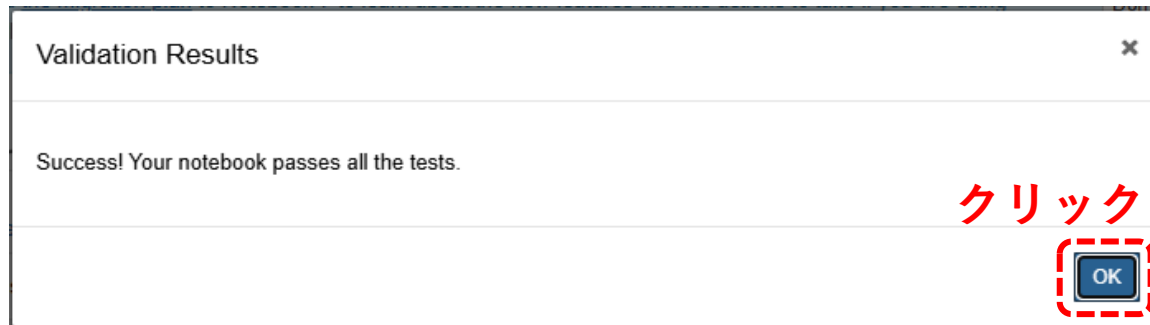 Validation Results
Success! Your notebook passes all the tests.
クリック
OK